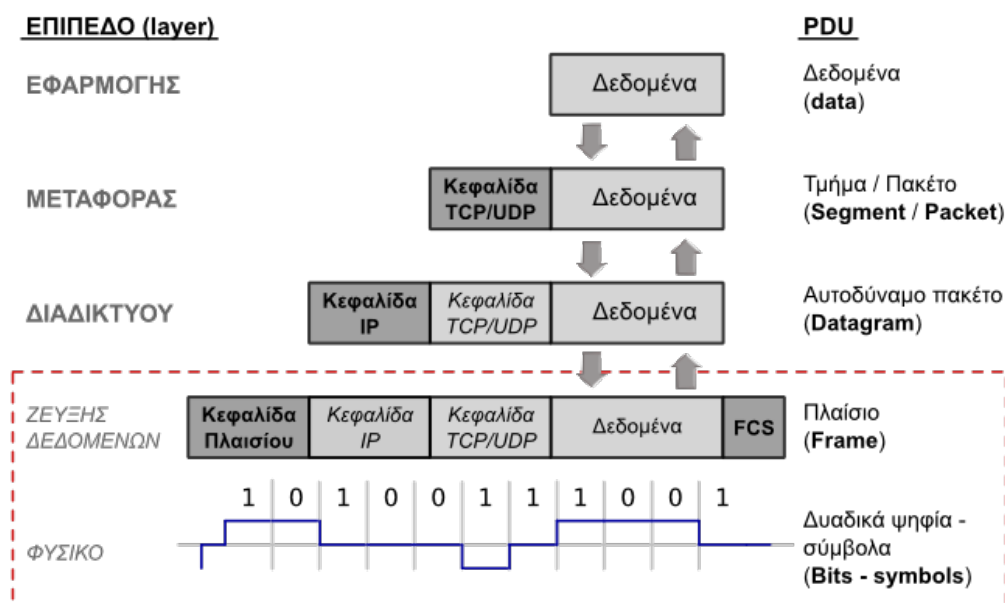 ΕΠΙΠΕΔΟ (layer)
PDU
ΕΦΑΡΜΟΓΗΣ
Δεδομένα
Δεδομένα
(data)
ΜΕΤΑΦΟΡΑΣ
Κεφαλίδα
TCP/UDP
Δεδομένα
Τμήμα / Πακέτο
(Segment / Packet)
ΔΙΑΔΙΚΤΥΟΥ
Κεφαλίδα
IP
Κεφαλίδα
TCP/UDP
Δεδομένα
Αυτοδύναμο πακέτο
(Datagram)
ΖΕΥΞΗΣ
ΔΕΔΟΜΕΝΩΝ
Κεφαλίδα
Πλαισίου
Κεφαλίδα
IP
Κεφαλίδα
TCP/UDP
Δεδομένα
FCS
Πλαίσιο
(Frame)
ΦΥΣΙΚΟ
1 0 1 0 0 1 1 1 0 0 1
Δυαδικά ψηφία -
σύμβολα
(Bits - symbols)